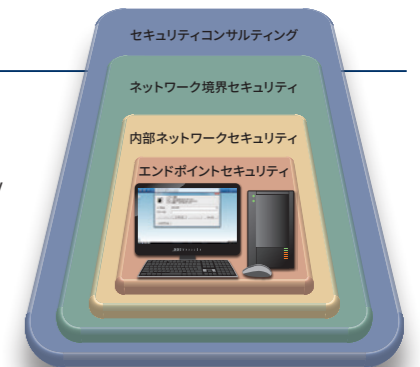 セキュリティコンサルティング
ネットワーク境界セキュリティ
内部ネットワークセキュリティ
エンドポイントセキュリティ